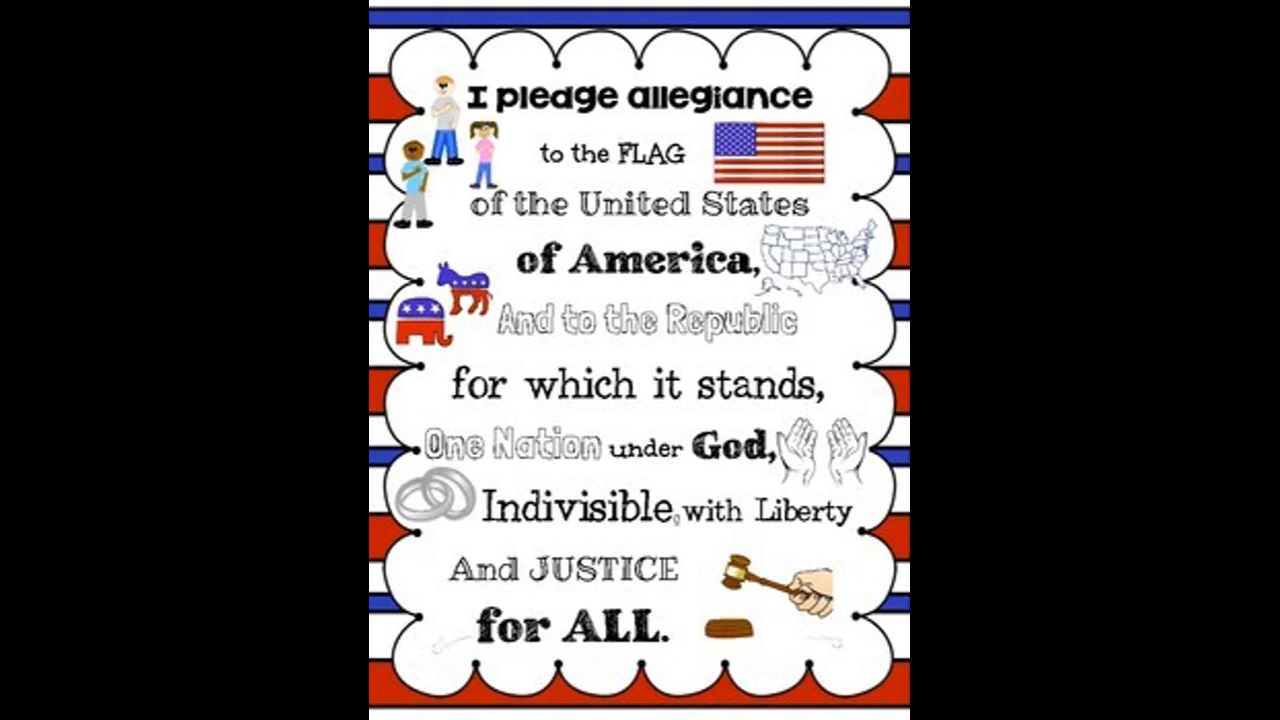 I pledge allegiance
to the FLAG
of the United States
of America,
And to the Republic
for which it stands,
One Nation under God,
Indivisible, with Liberty
And JUSTICE
for ALL.